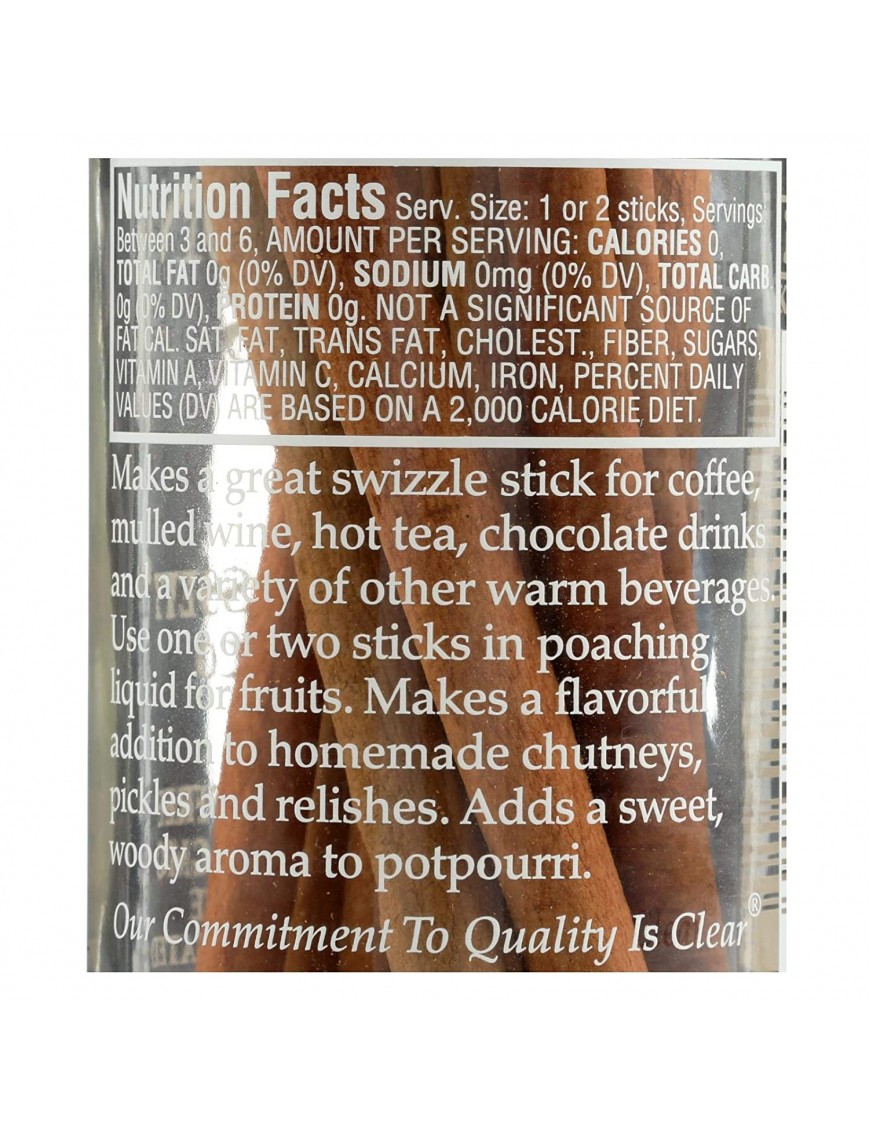 Nutrition Facts Serv. Size: 1 or 2 sticks, Servings
Between 3 and 6, AMOUNT PER SERVING: CALORIES 0,
TOTAL FAT 0g (0% DV), SODIUM 0mg (0% DV), TOTAL CARB.
0g (0% DV), PROTEIN 0g. NOT A SIGNIFICANT SOURCE OF
FAT CAL. SAT. FAT, TRANS FAT, CHOLEST., FIBER, SUGARS,
VITAMIN A, VITAMIN C, CALCIUM, IRON, PERCENT DAILY
VALUES (DV) ARE BASED ON A 2,000 CALORIE DIET.
Makes a great swizzle stick for coffee,
mulled wine, hot tea, chocolate drinks
and a variety of other warm beverages.
Use one or two sticks in poaching
liquid for fruits. Makes a flavorful
addition to homemade chutneys,
pickles and relishes. Adds a sweet,
woody aroma to potpourri.
Our Commitment To Quality Is Clear®